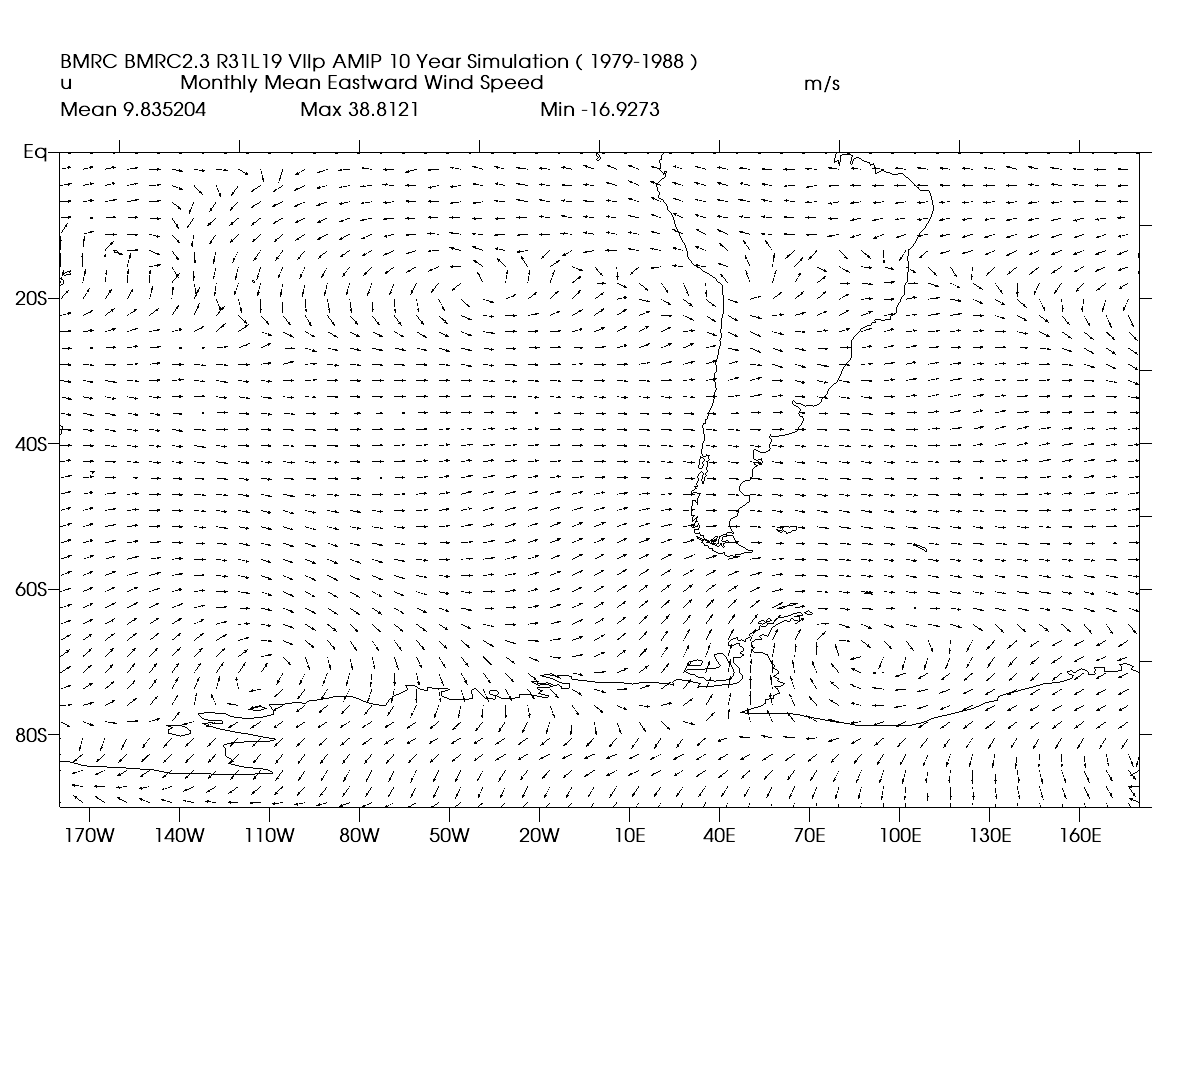 BMRC BMRC2.3 R31L19 VIIp AMIP 10 Year Simulation ( 1979-1988 )
u Monthly Mean Eastward Wind Speed m/s
Mean 9.835204 Max 38.8121 Min -16.9273
Eq
20S
40S
60S
80S
170W 140W 110W 80W 50W 20W 10E 40E 70E 100E 130E 160E